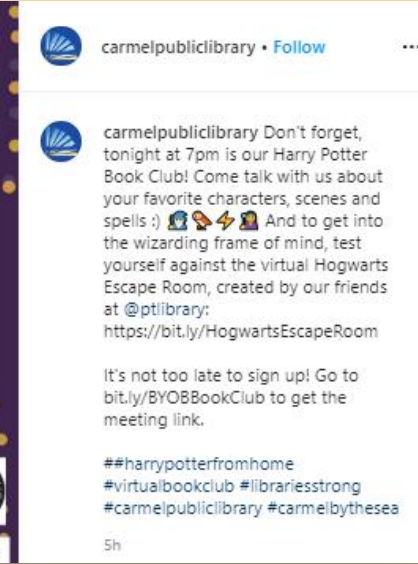 carmelpubliclibrary • Follow
carmelpubliclibrary Don't forget,
tonight at 7pm is our Harry Potter
Book Club! Come talk with us about
your favorite characters, scenes and
spells :) And to get into
the wizarding frame of mind, test
yourself against the virtual Hogwarts
Escape Room, created by our friends
at @ptlibrary:
https://bit.ly/HogwartsEscapeRoom
It's not too late to sign up! Go to
bit.ly/BYOBBookClub to get the
meeting link.
##harrypotterfromhome
#virtualbookclub #librariesstrong
#carmelpubliclibrary #carmelbythesea
5h